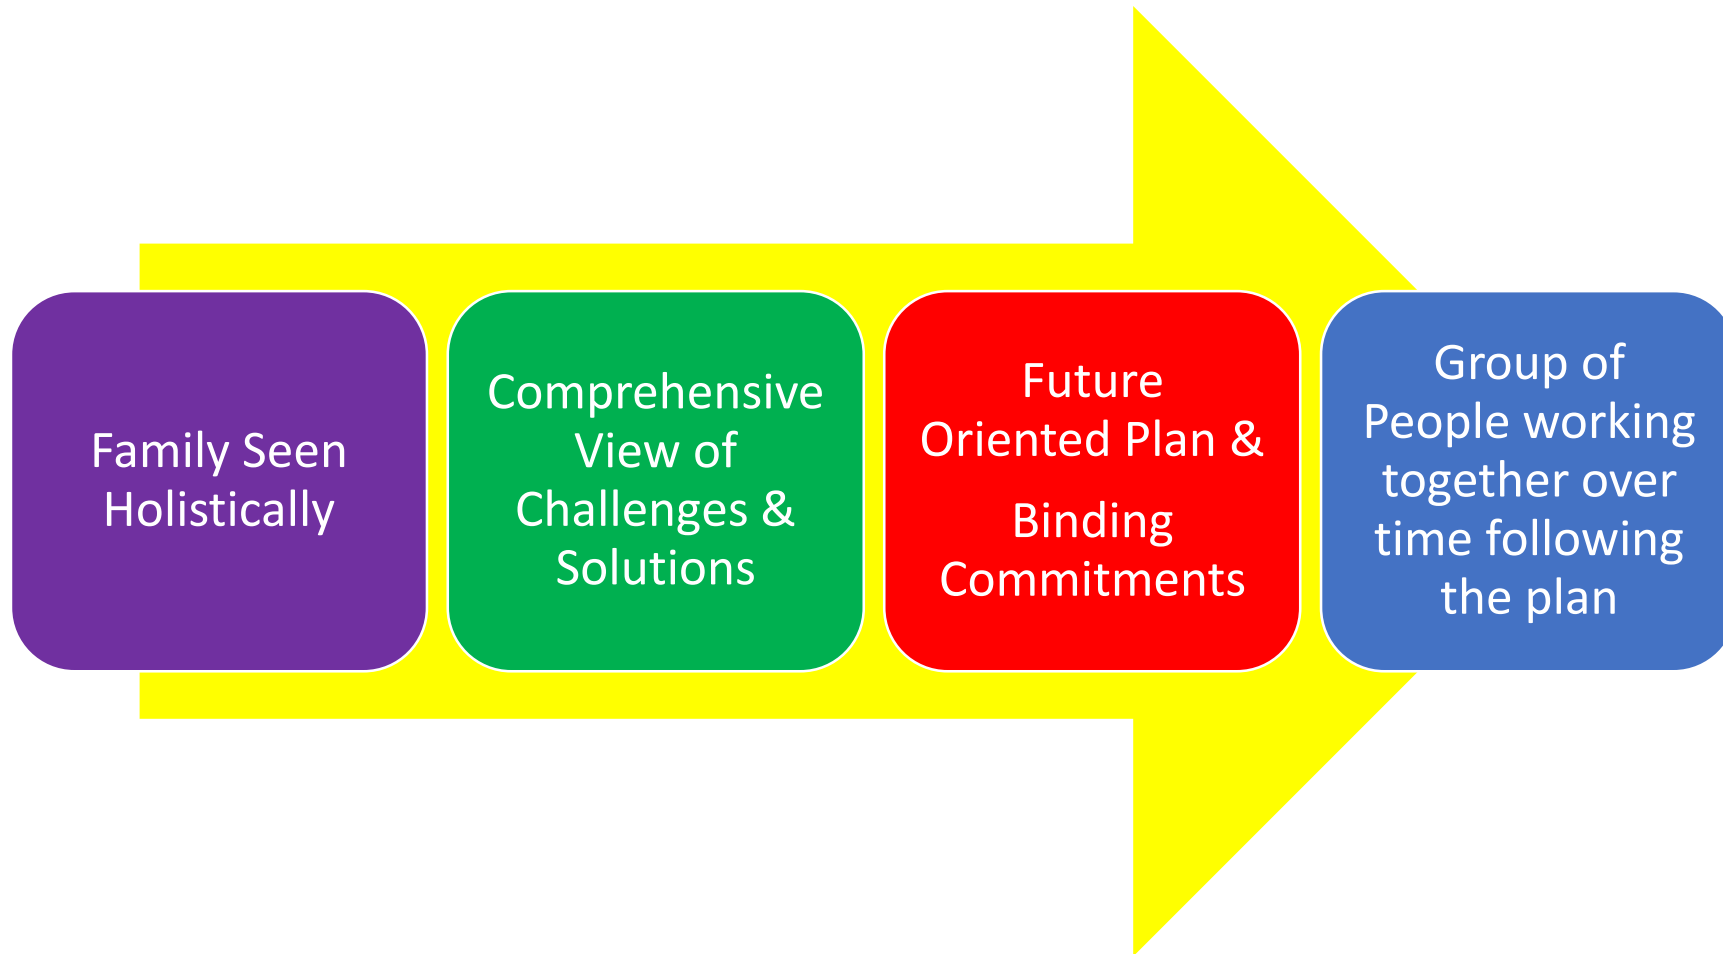 Family Seen
Holistically
Comprehensive
View of
Challenges &
Solutions
Future
Oriented Plan &
Binding
Commitments
Group of
People working
together over
time following
the plan